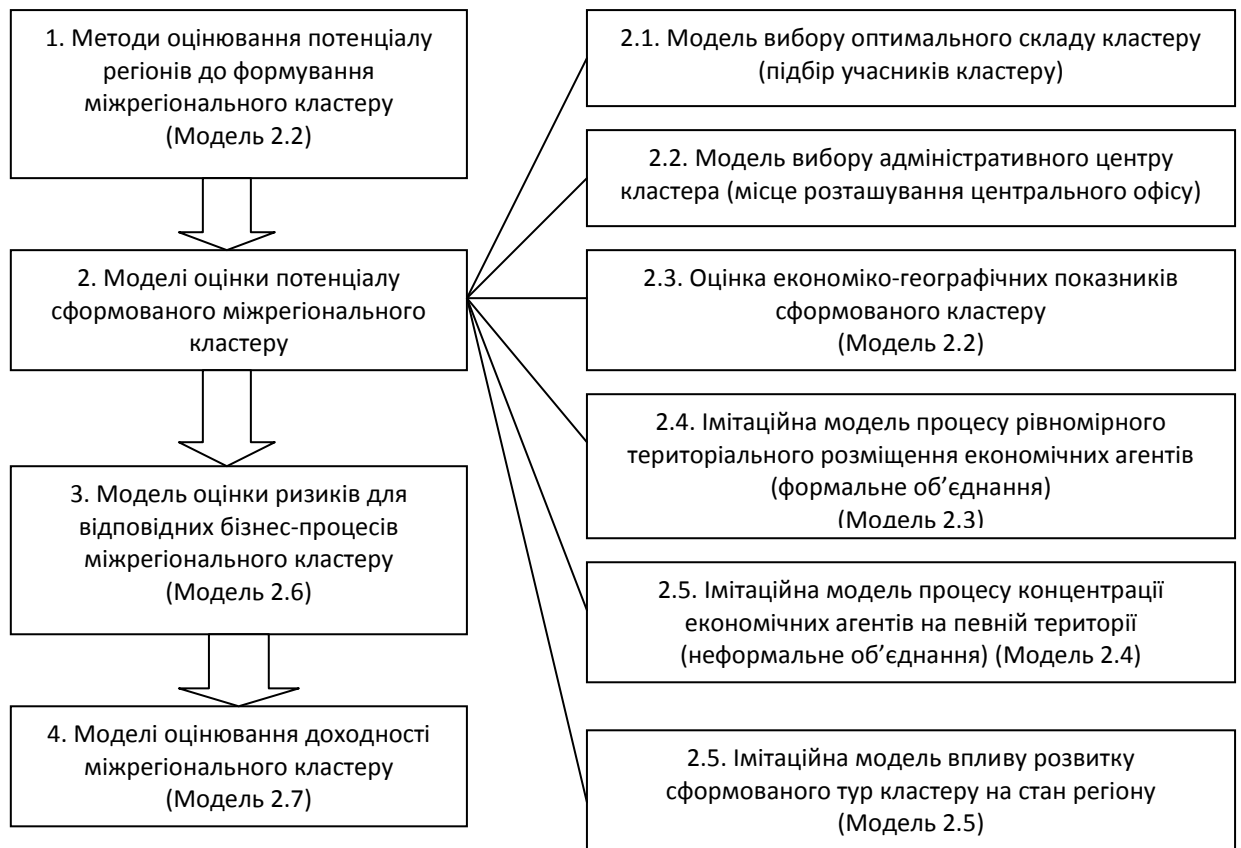 1. Методи оцінювання потенціалу
регіонів до формування
міжрегіонального кластеру
(Модель 2.2)
2. Моделі оцінки потенціалу
сформованого міжрегіонального
кластеру
3. Модель оцінки ризиків для
відповідних бізнес-процесів
міжрегіонального кластеру
(Модель 2.6)
4. Моделі оцінювання доходності
міжрегіонального кластеру
(Модель 2.7)
2.1. Модель вибору оптимального складу кластеру
(підбір учасників кластеру)
2.2. Модель вибору адміністративного центру
кластера (місце розташування центрального офісу)
2.3. Оцінка економіко-географічних показників
сформованого кластеру
(Модель 2.2)
2.4. Імітаційна модель процесу рівномірного
територіального розміщення економічних агентів
(формальне об’єднання)
(Модель 2.3)
2.5. Імітаційна модель процесу концентрації
економічних агентів на певній території
(неформальне об’єднання) (Модель 2.4)
2.5. Імітаційна модель впливу розвитку
сформованого тур кластеру на стан регіону
(Модель 2.5)